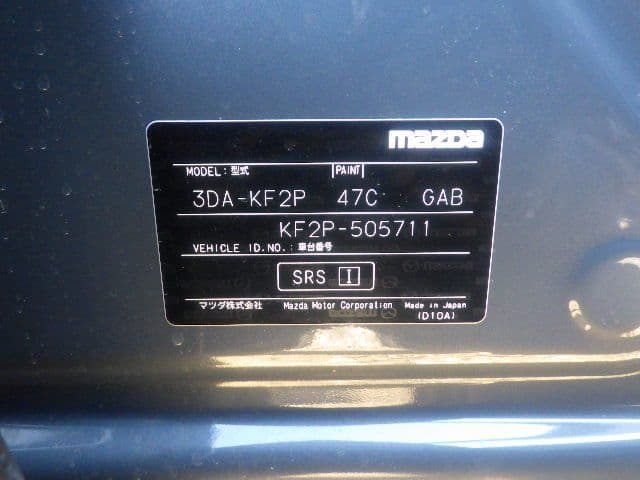 mazda
MODEL : 型式 PAINT
3DA-KF2P 47C GAB
KF2P-505711
VEHICLE ID.NO. : 車台番号
SRS I
マツダ株式会社 Mazda Motor Corporation Made in Japan
(D10A)